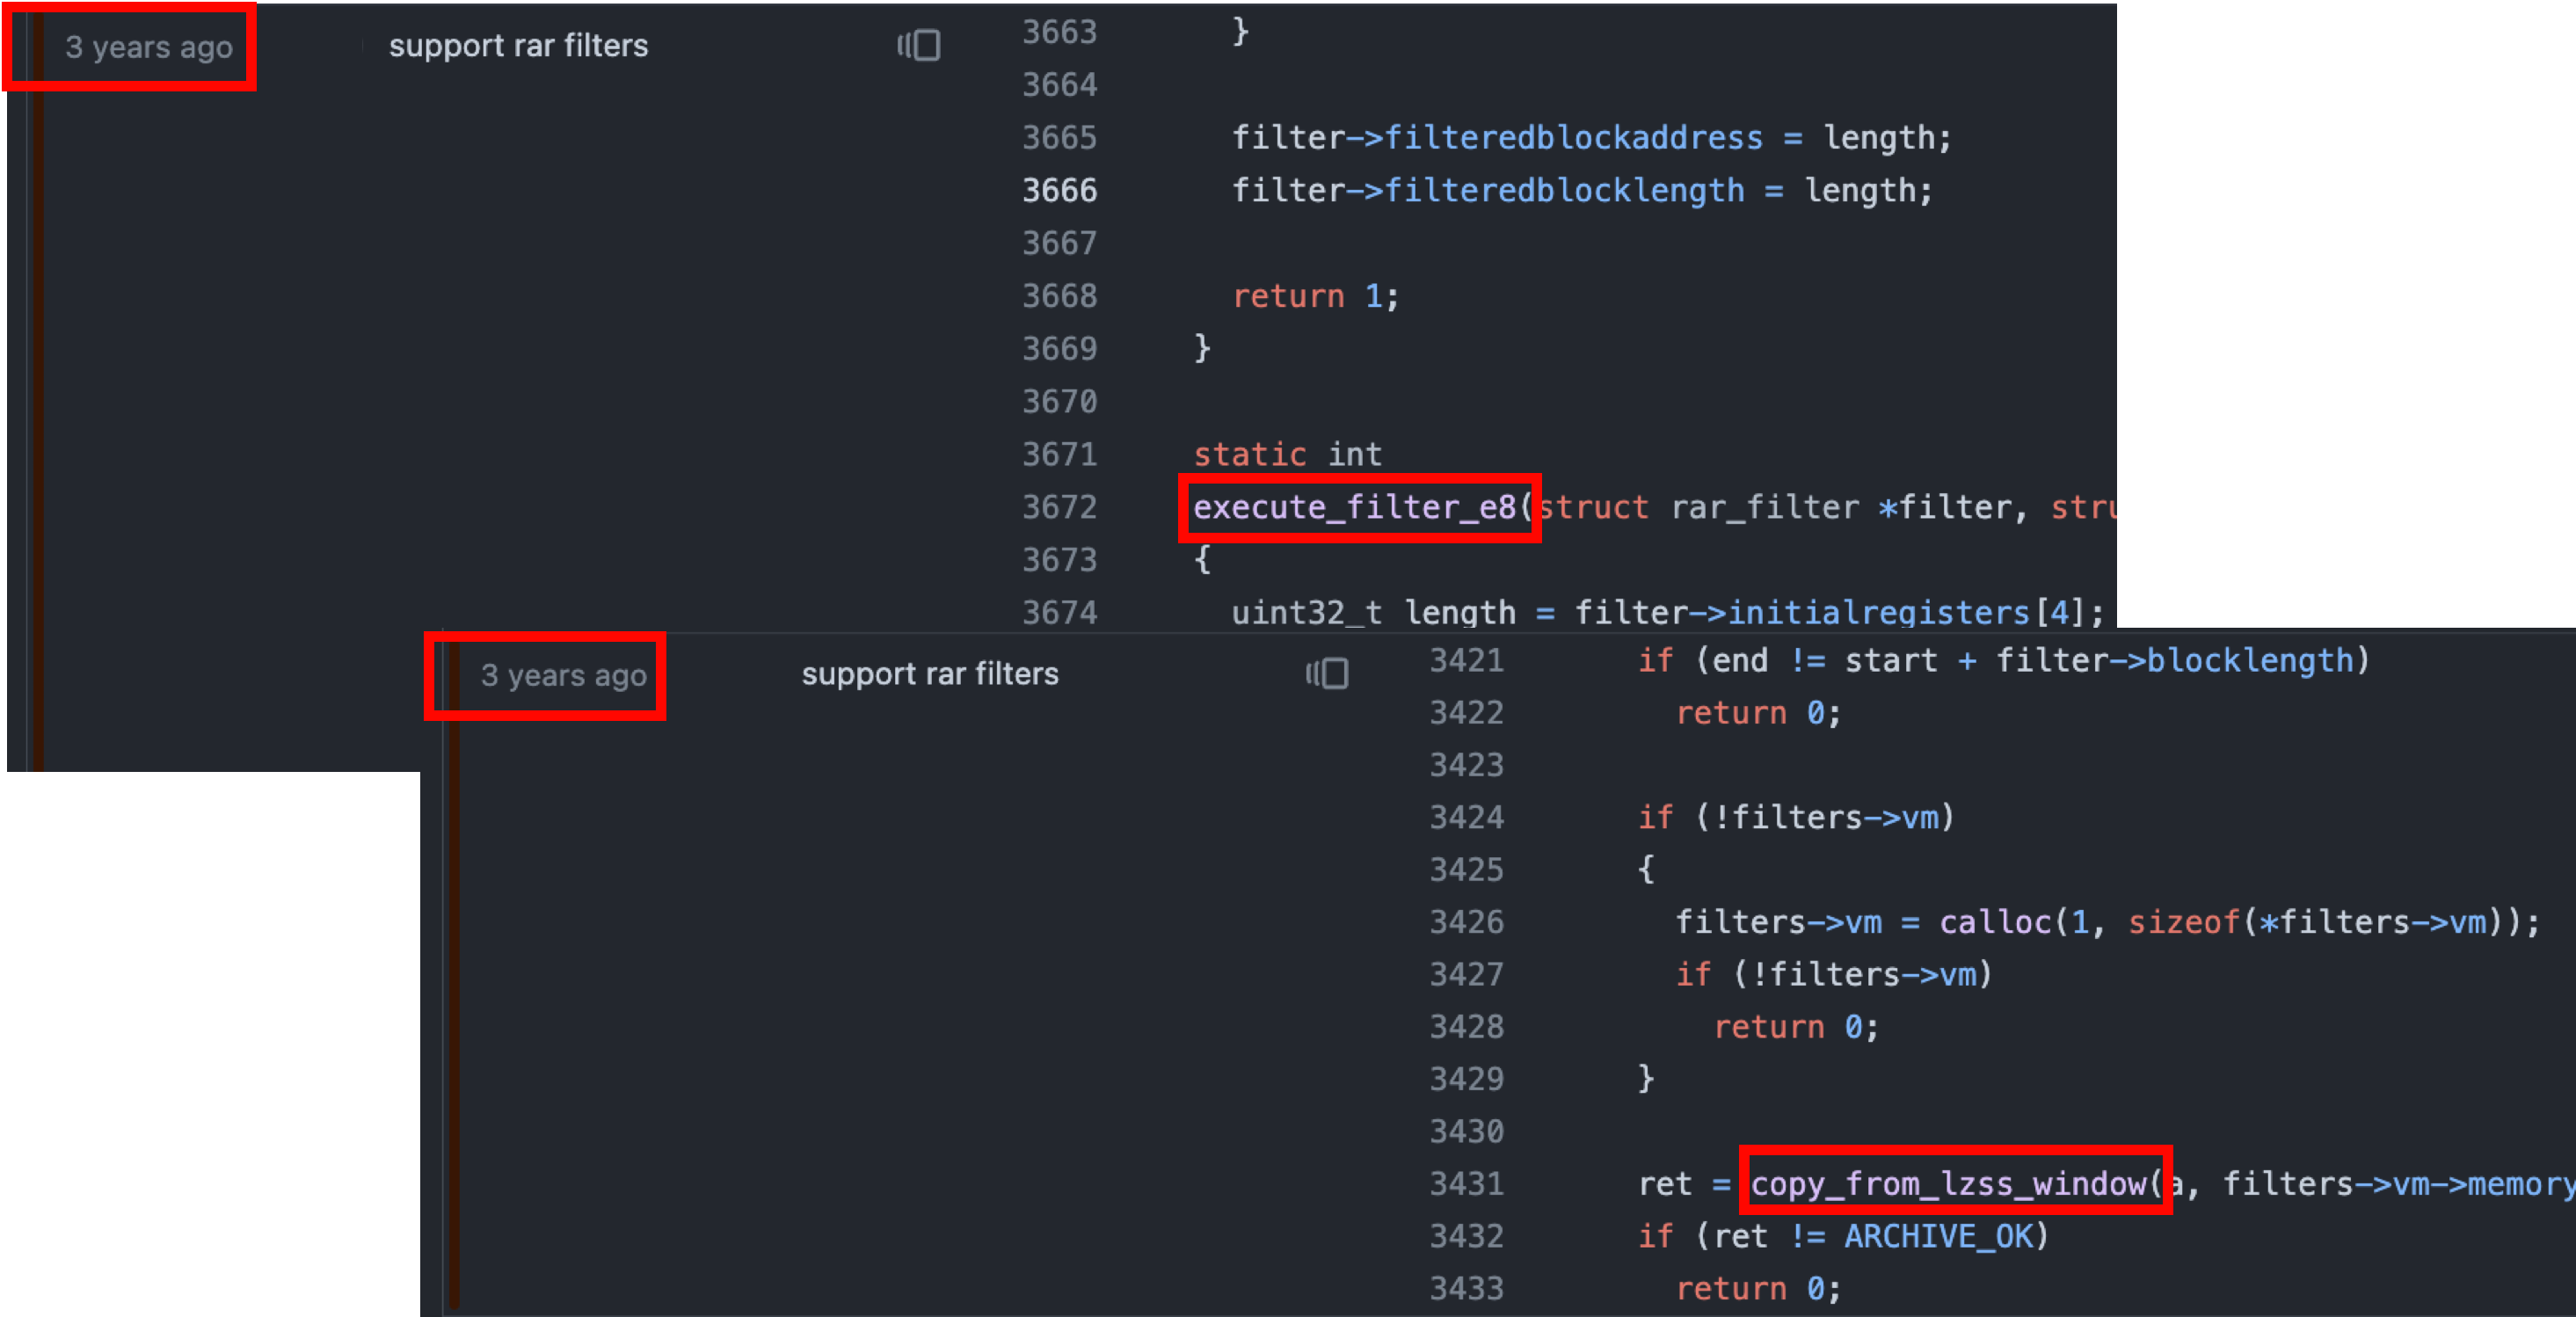 3 years ago support rar filters 3663 }
3664
3665 filter->filteredblockaddress = length;
3666 filter->filteredblocklength = length;
3667
3668 return 1;
3669 }
3670
3671 static int
3672 execute_filter_e8(struct rar_filter *filter, stru
3673 {
3674 uint32_t length = filter->initialregisters[4];
3 years ago support rar filters 3421 if (end != start + filter->blocklength)
3422 return 0;
3423
3424 if (!filters->vm)
3425 {
3426 filters->vm = calloc(1, sizeof(*filters->vm));
3427 if (!filters->vm)
3428 return 0;
3429 }
3430
3431 ret = copy_from_lzss_window(a, filters->vm->memory
3432 if (ret != ARCHIVE_OK)
3433 return 0;